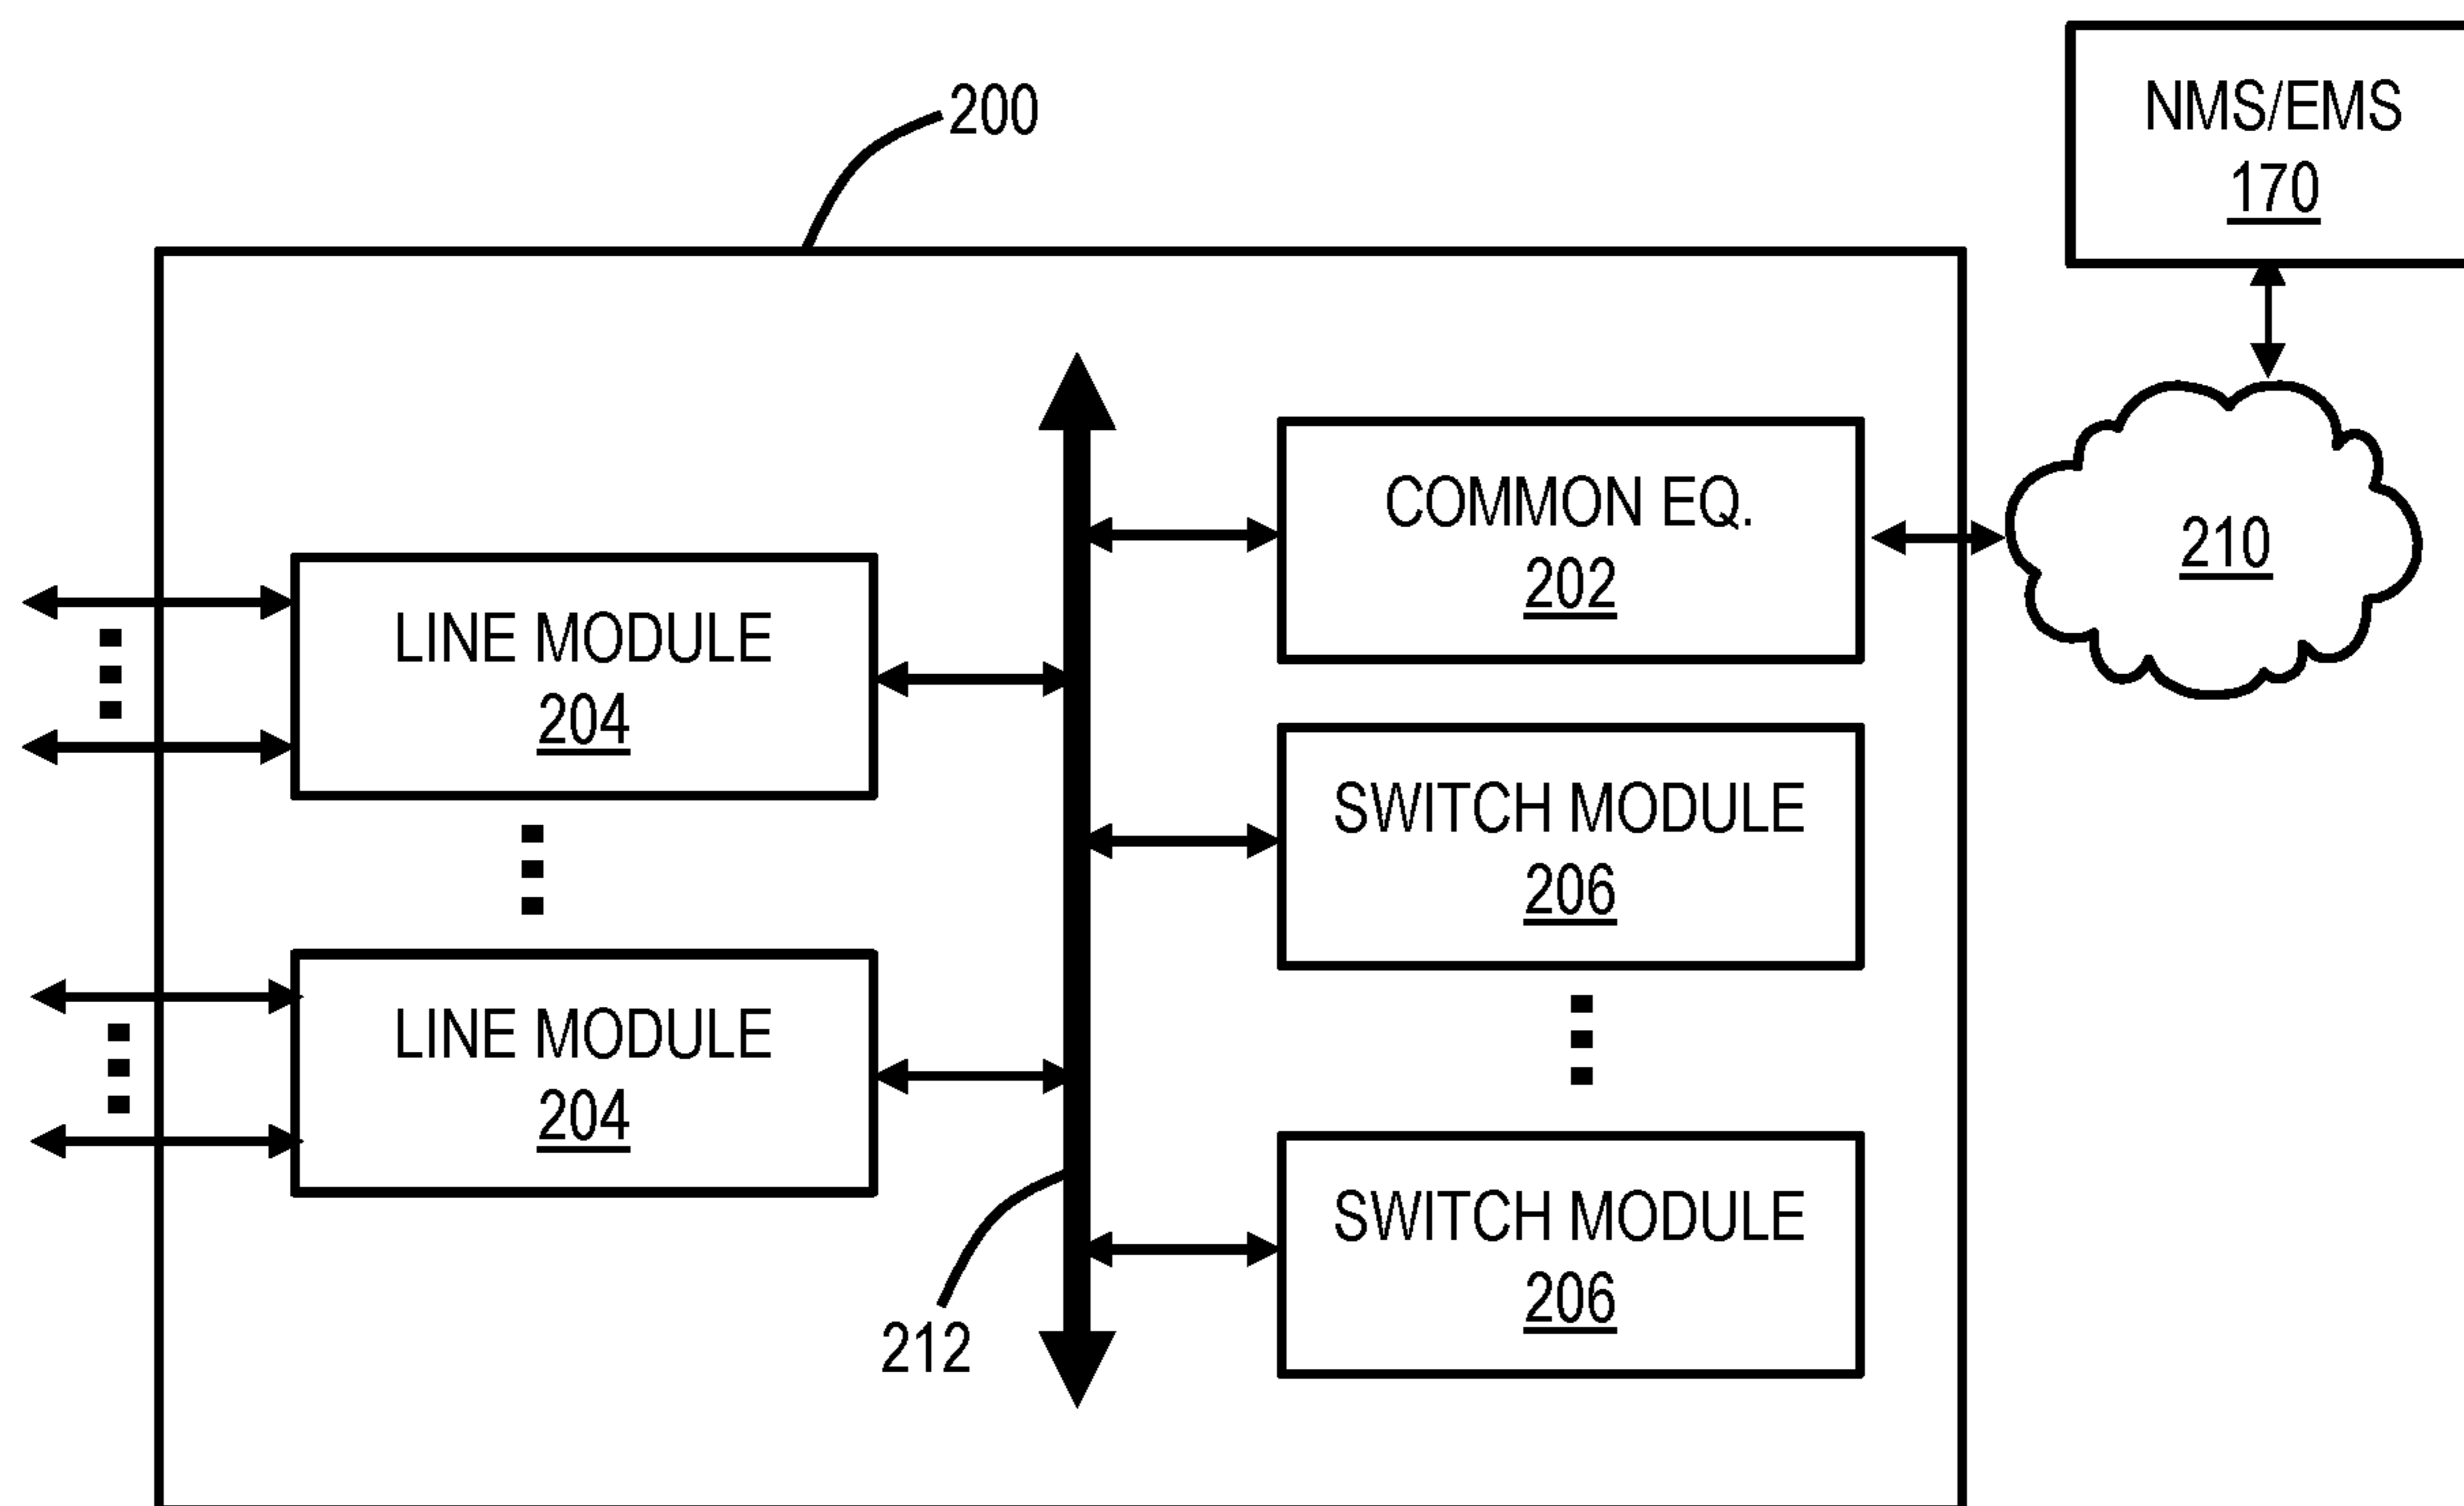 200
NMS/EMS
170
COMMON EQ.
202
210
LINE MODULE
204
SWITCH MODULE
206
LINE MODULE
204
SWITCH MODULE
206
212